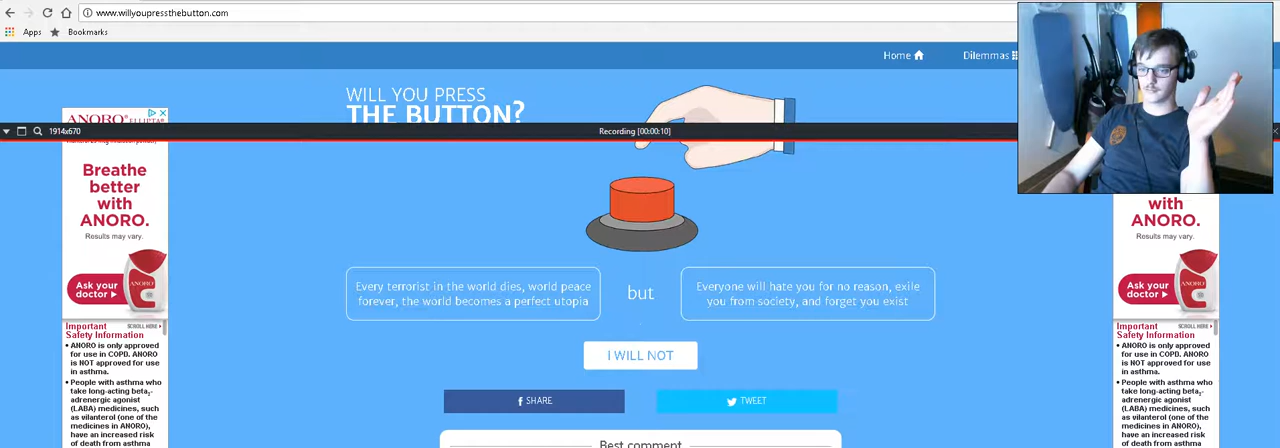 www.willyoupressthebutton.com
Apps
Bookmarks
Home
Dilemmas
WILL YOU PRESS
THE BUTTON?
ANORO ELLIPTA
1914x670
Recording [00:00:10]
Breathe
better
with
ANORO.
Results may vary.
Ask your
doctor
Important
Safety Information
SCROLL HERE
• ANORO is only approved
for use in COPD. ANORO
is NOT approved for use
in asthma.
• People with asthma who
take long-acting beta2-
adrenergic agonist
(LABA) medicines, such
as vilanterol (one of the
medicines in ANORO),
have an increased risk
of death from asthma
Every terrorist in the world dies, world peace
forever, the world becomes a perfect utopia
but
Everyone will hate you for no reason, exile
you from society, and forget you exist
I WILL NOT
SHARE
TWEET
Best comment
with
ANORO.
Results may vary.
Ask your
doctor
Important
Safety Information
SCROLL HERE
• ANORO is only approved
for use in COPD. ANORO
is NOT approved for use
in asthma.
• People with asthma who
take long-acting beta2-
adrenergic agonist
(LABA) medicines, such
as vilanterol (one of the
medicines in ANORO),
have an increased risk
of death from asthma